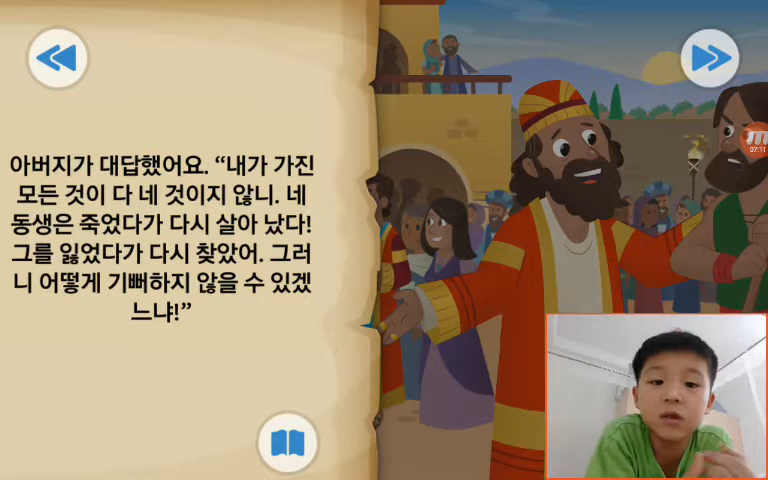 아버지가 대답했어요. “내가 가진
모든 것이 다 네 것이지 않니. 네
동생은 죽었다가 다시 살아 났다!
그를 잃었다가 다시 찾았어. 그러
니 어떻게 기뻐하지 않을 수 있겠
느냐!”
07:11